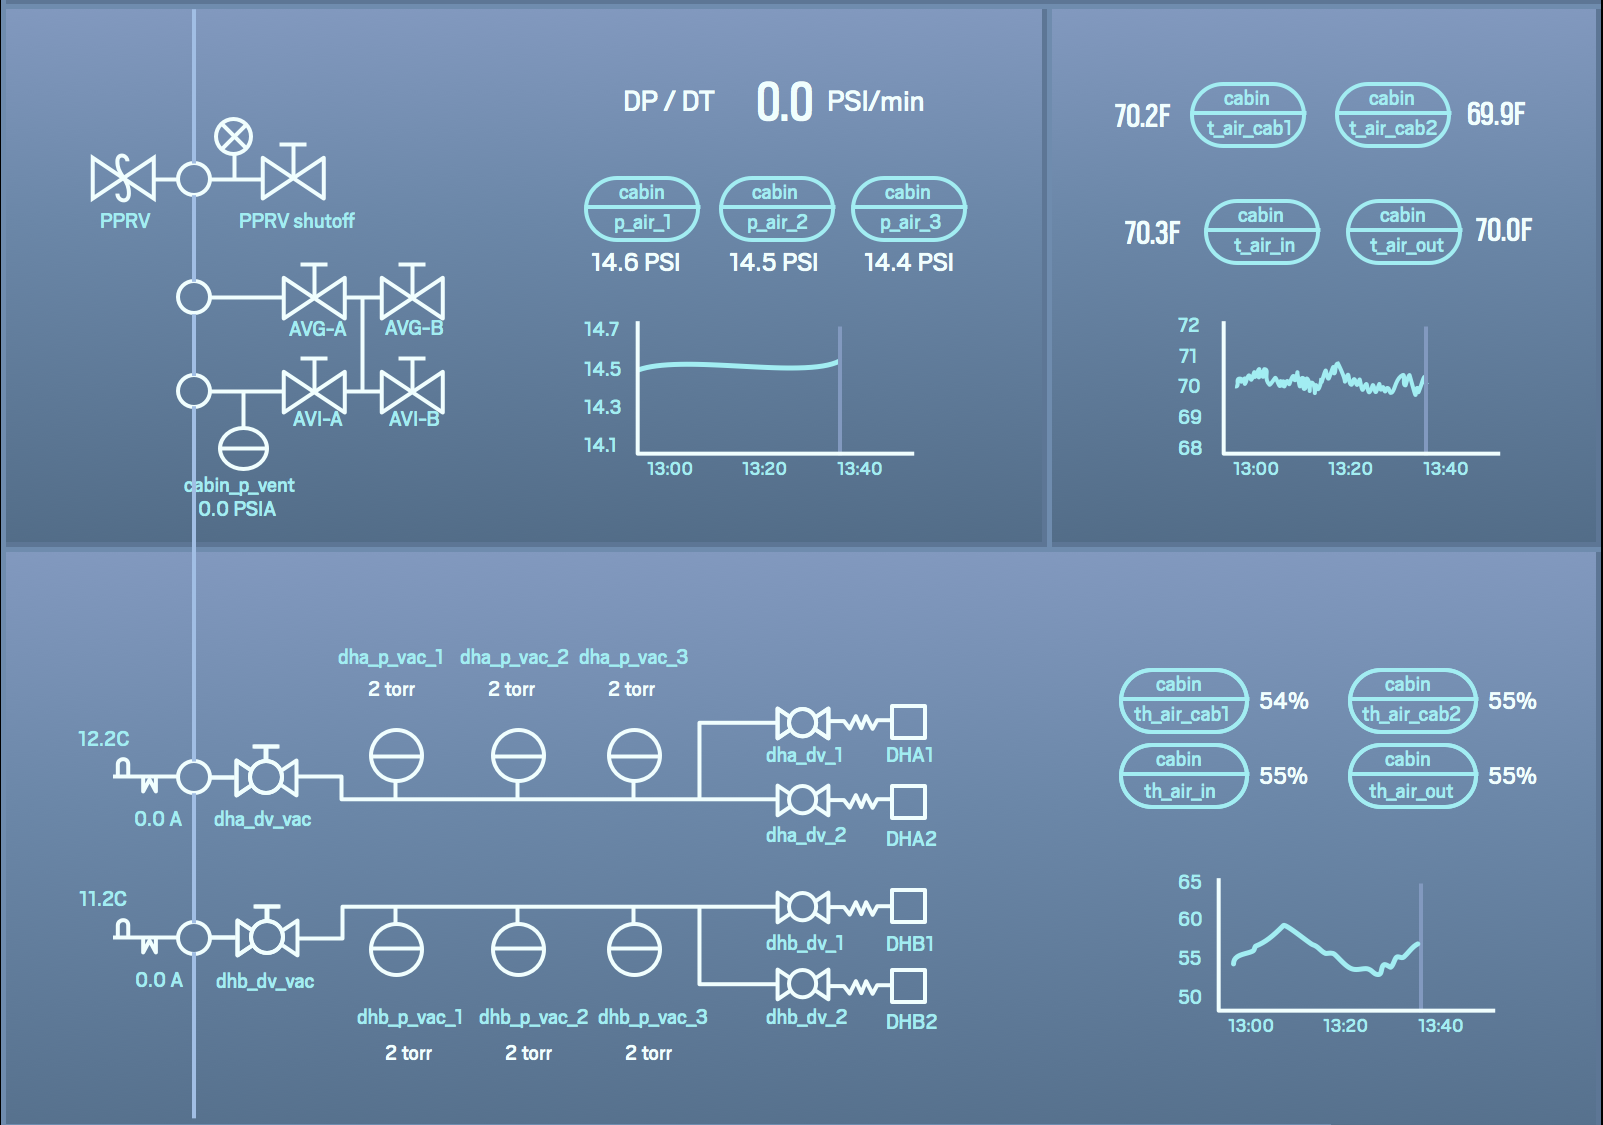 DP / DT 0.0 PSI/min
PPRV
PPRV shutoff
AVG-A
AVG-B
AVI-A
AVI-B
cabin_p_vent
0.0 PSIA
cabin
p_air_1
14.6 PSI
cabin
p_air_2
14.5 PSI
cabin
p_air_3
14.4 PSI
14.7
14.5
14.3
14.1
13:00 13:20 13:40
70.2F
cabin
t_air_cab1
cabin
t_air_cab2
69.9F
70.3F
cabin
t_air_in
cabin
t_air_out
70.0F
72
71
70
69
68
13:00 13:20 13:40
dha_p_vac_1 dha_p_vac_2 dha_p_vac_3
2 torr 2 torr 2 torr
12.2C
0.0 A
dha_dv_vac
dha_dv_1
DHA1
dha_dv_2
DHA2
11.2C
0.0 A
dhb_dv_vac
dhb_dv_1
DHB1
dhb_dv_2
DHB2
dhb_p_vac_1 dhb_p_vac_2 dhb_p_vac_3
2 torr 2 torr 2 torr
cabin
th_air_cab1
54%
cabin
th_air_cab2
55%
cabin
th_air_in
55%
cabin
th_air_out
55%
65
60
55
50
13:00 13:20 13:40